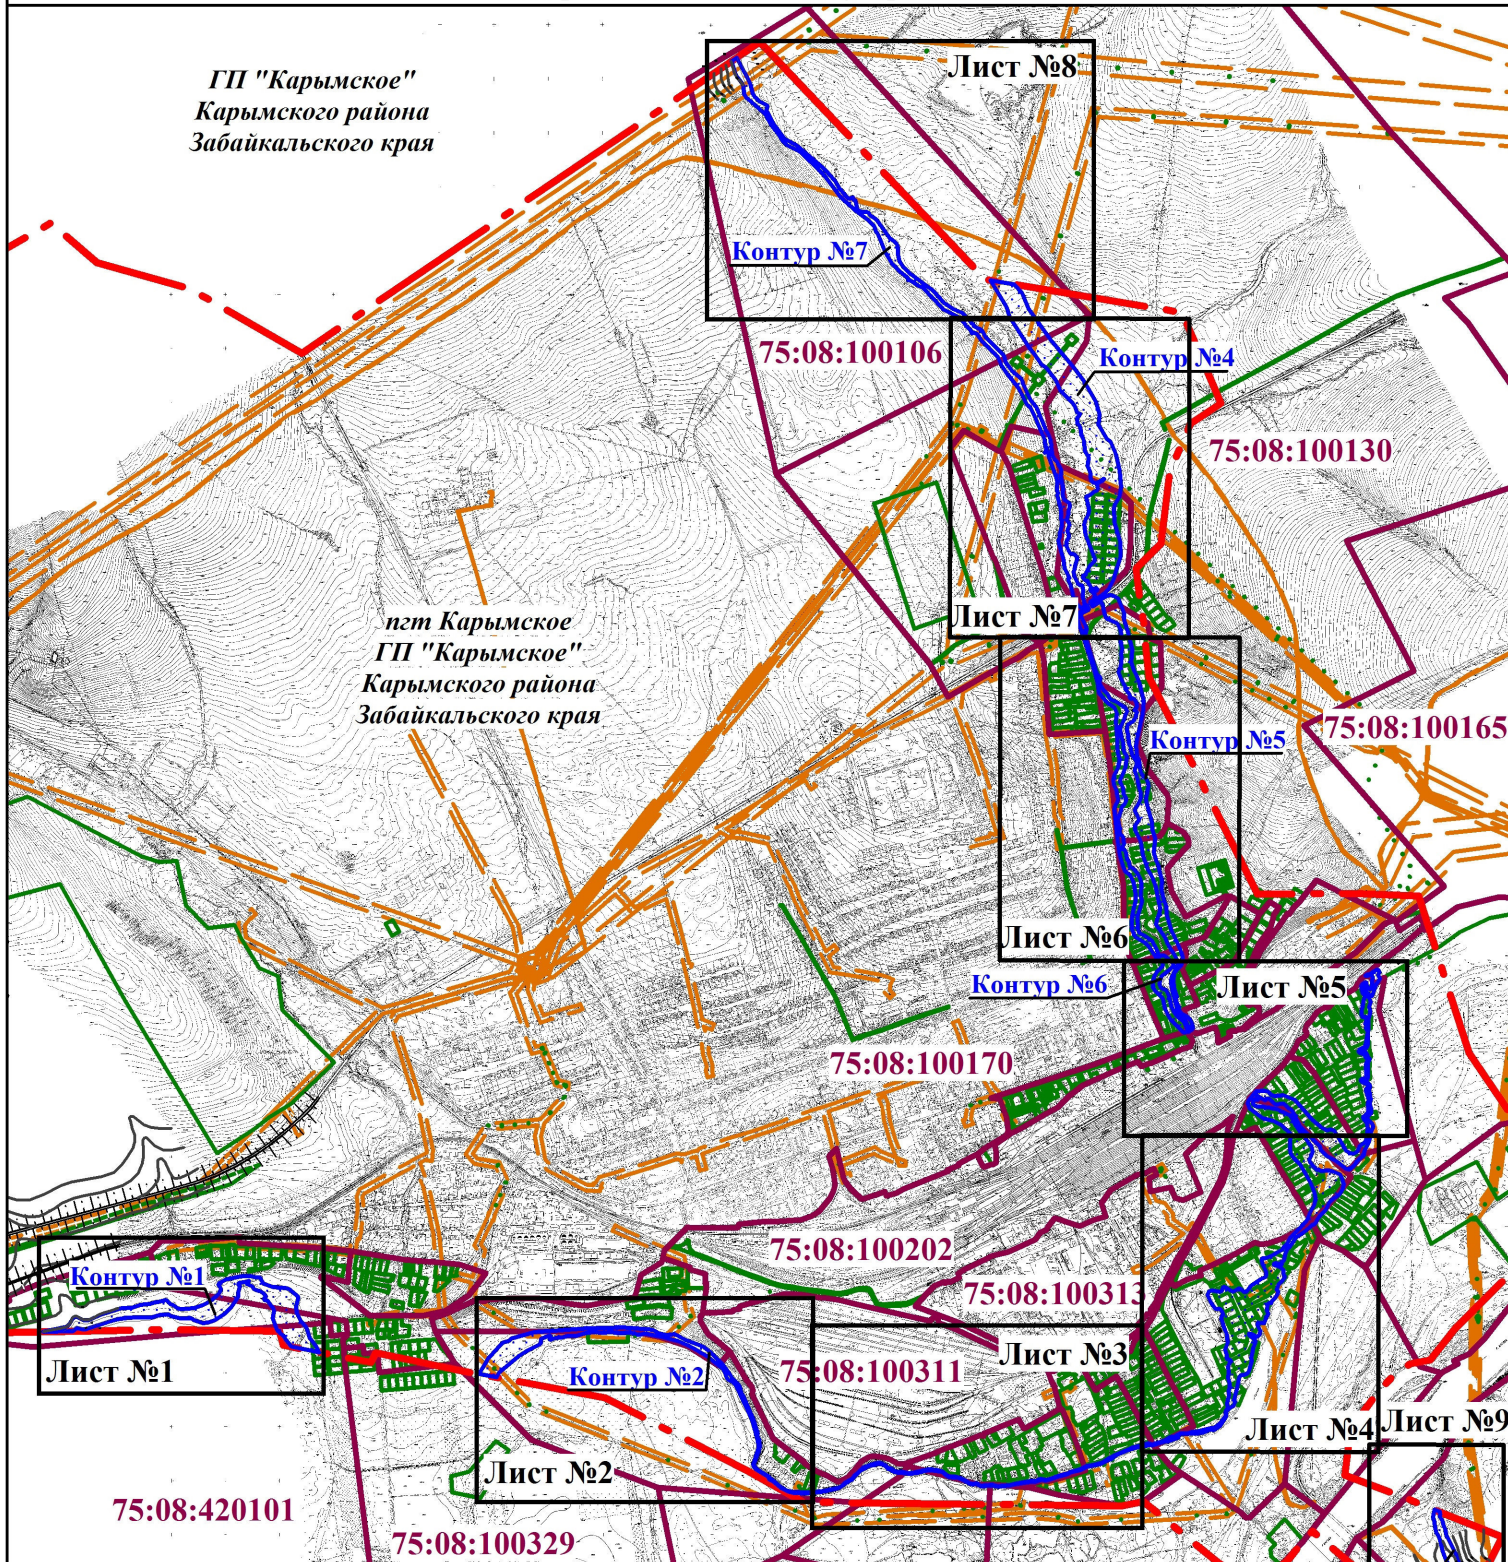 Лист №8
ГП "Карымское"
Карымского района
Забайкальского края
Контур №7
75:08:100106
Контур №4
75:08:100130
Лист №7
пгт Карымское
ГП "Карымское"
Карымского района
Забайкальского края
75:08:100165
Контур №5
Лист №6
Контур №6
Лист №5
75:08:100170
75:08:100202
Контур №1
75:08:100313
Лист №1
Контур №2
75:08:100311
Лист №3
Лист №4
Лист №9
Лист №2
75:08:420101
75:08:100329